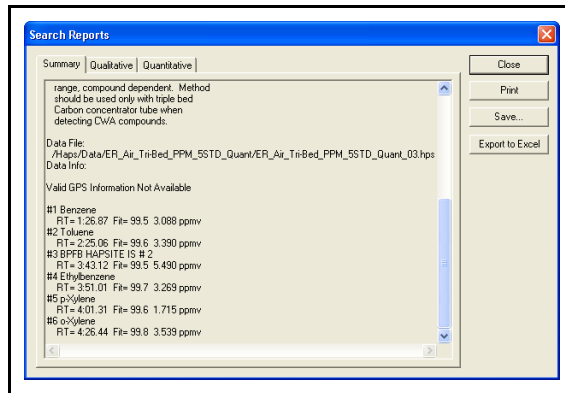 Search Reports
Summary Qualitative Quantitative
range, compound dependent. Method
should be used only with triple bed
Carbon concentrator tube when
detecting CWA compounds.
Data File:
/Haps/Data/ER_Air_Tri-Bed_PPM_5STD_Quant/ER_Air_Tri-Bed_PPM_5STD_Quant_03.hps
Data Info:
Valid GPS Information Not Available
#1 Benzene
RT= 1:26.87 Fit= 99.5 3.088 ppmv
#2 Toluene
RT= 2:25.06 Fit= 99.6 3.390 ppmv
#3 BPFB HAPSITE IS # 2
RT= 3:43.12 Fit= 99.5 5.490 ppmv
#4 Ethylbenzene
RT= 3:51.01 Fit= 99.7 3.269 ppmv
#5 p-Xylene
RT= 4:01.31 Fit= 99.6 1.715 ppmv
#6 o-Xylene
RT= 4:26.44 Fit= 99.8 3.539 ppmv
Close
Print
Save...
Export to Excel